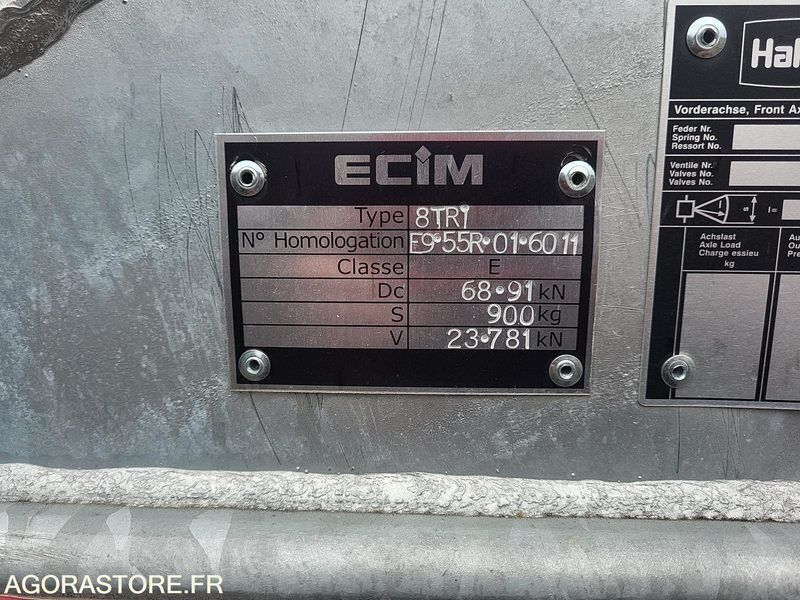 ECIM
Type 8TRI
N° Homologation E9•55R•01•6011
Classe E
Dc 68•91 kN
S 900 kg
V 23•781 kN
Vorderachse, Front
Feder Nr.
Spring No.
Ressort No.
Ventile Nr.
Valves No.
Valves No.
S
l =
Achslast
Axle Load
Charge essieu
kg
AGORASTORE.FR